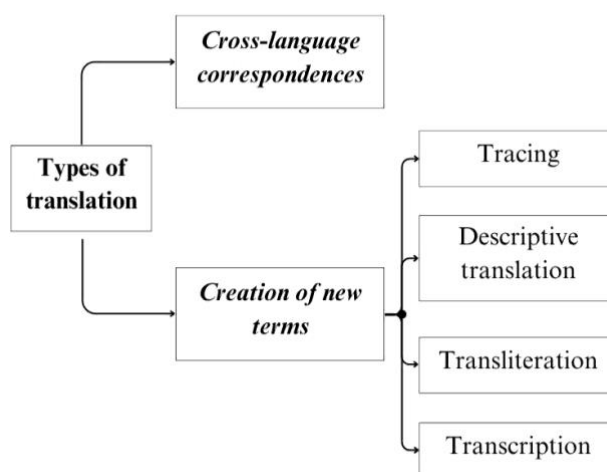 Cross-language
correspondences
Types of
translation
Creation of new
terms
Tracing
Descriptive
translation
Transliteration
Transcription